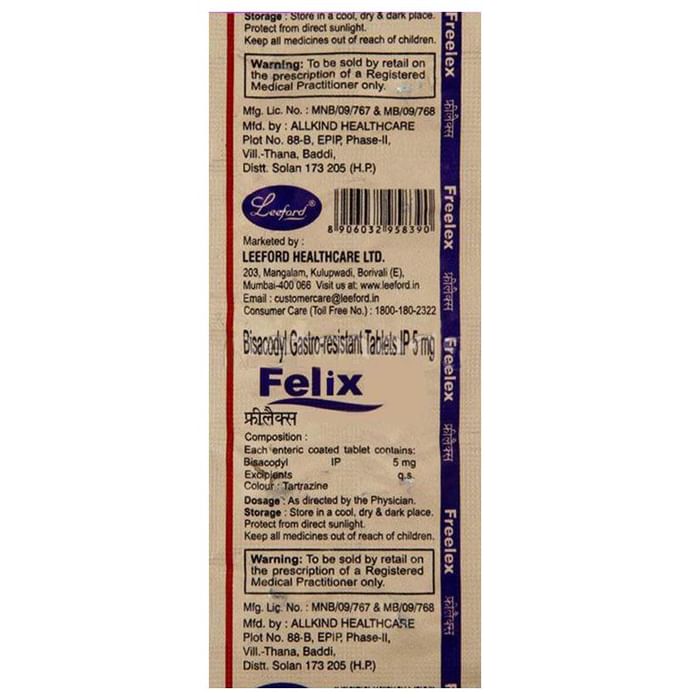 Storage : Store in a cool, dry & dark place.
Protect from direct sunlight.
Keep all medicines out of reach of children.
Warning: To be sold by retail on
the prescription of a Registered
Medical Practitioner only.
Mfg. Lic. No. : MNB/09/767 & MB/09/768
Mfd. by : ALLKIND HEALTHCARE
Plot No. 88-B, EPIP, Phase-II,
Vill.-Thana, Baddi,
Distt. Solan 173 205 (H.P.)
Leeford®
8 906032 958390
Marketed by :
LEEFORD HEALTHCARE LTD.
203, Mangalam, Kulupwadi, Borivali (E),
Mumbai-400 066 Visit us at: www.leeford.in
Email : customercare@leeford.in
Consumer Care (Toll Free No.) : 1800-180-2322
Bisacodyl Gastro-resistant Tablets IP 5 mg
Felix
फ्रीलैक्स
Composition :
Each enteric coated tablet contains:
Bisacodyl IP 5 mg
Excipients q.s.
Colour : Tartrazine
Dosage : As directed by the Physician.
Storage : Store in a cool, dry & dark place.
Protect from direct sunlight.
Keep all medicines out of reach of children.
Warning: To be sold by retail on
the prescription of a Registered
Medical Practitioner only.
Mfg. Lic. No. : MNB/09/767 & MB/09/768
Mfd. by : ALLKIND HEALTHCARE
Plot No. 88-B, EPIP, Phase-II,
Vill.-Thana, Baddi,
Distt. Solan 173 205 (H.P.)
Freelex फ्रीलैक्स Freelex फ्रीलैक्स Freelex फ्रीलैक्स Freelex फ्रीलैक्स